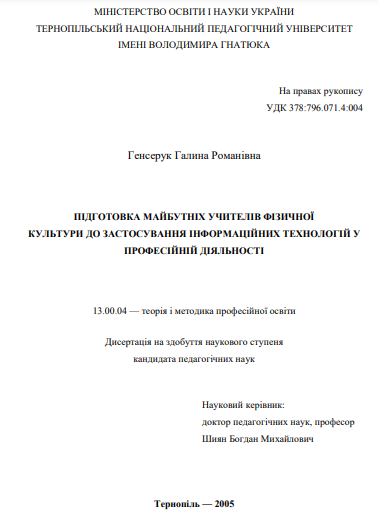 МІНІСТЕРСТВО ОСВІТИ І НАУКИ УКРАЇНИ
ТЕРНОПІЛЬСЬКИЙ НАЦІОНАЛЬНИЙ ПЕДАГОГІЧНИЙ УНІВЕРСИТЕТ
ІМЕНІ ВОЛОДИМИРА ГНАТЮКА
На правах рукопису
УДК 378:796.071.4:004
Генсерук Галина Романівна
ПІДГОТОВКА МАЙБУТНІХ УЧИТЕЛІВ ФІЗИЧНОЇ
КУЛЬТУРИ ДО ЗАСТОСУВАННЯ ІНФОРМАЦІЙНИХ ТЕХНОЛОГІЙ У
ПРОФЕСІЙНІЙ ДІЯЛЬНОСТІ
13.00.04 — теорія і методика професійної освіти
Дисертація на здобуття наукового ступеня
кандидата педагогічних наук
Науковий керівник:
доктор педагогічних наук, професор
Шиян Богдан Михайлович
Тернопіль — 2005